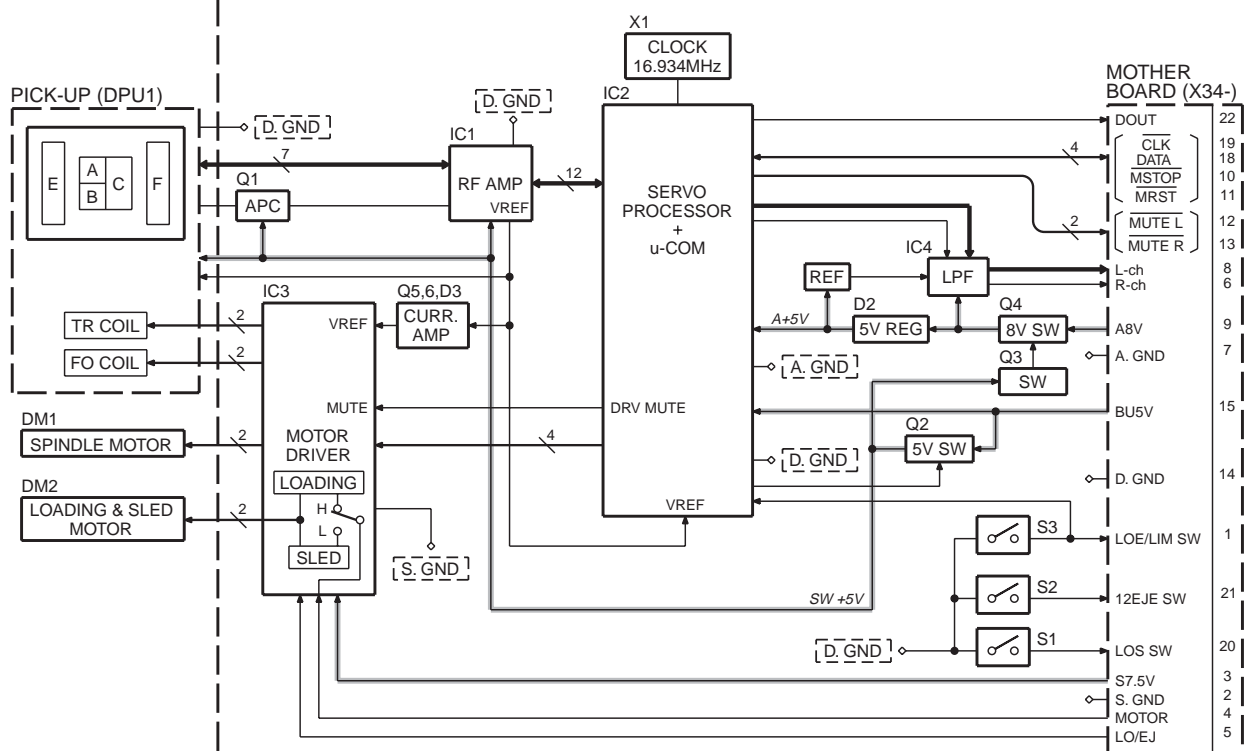 X1
CLOCK
16.934MHz
PICK-UP (DPU1)
D. GND
E
A
B
C
F
Q1
APC
7
D. GND
IC1
RF AMP
VREF
12
IC2
SERVO
PROCESSOR
+
u-COM
DRV MUTE
VREF
MOTHER
BOARD (X34-)
DOUT 22
4
CLK 19
DATA 18
MSTOP 10
MRST 11
2
MUTE L 12
MUTE R 13
IC4
LPF
REF
L-ch 8
R-ch 6
A+5V
D2
5V REG
Q4
8V SW
A8V 9
A. GND
A. GND 7
Q3
SW
BU5V 15
Q2
5V SW
D. GND
D. GND 14
TR COIL
2
FO COIL
2
IC3
VREF
Q5,6,D3
CURR.
AMP
MUTE
MOTOR
DRIVER
4
LOADING
H
L
SLED
S. GND
DM1
SPINDLE MOTOR
2
DM2
LOADING & SLED
MOTOR
2
SW +5V
S3
LOE/LIM SW 1
S2
12EJE SW 21
D. GND
S1
LOS SW 20
S7.5V 3
S. GND 2
MOTOR 4
LO/EJ 5